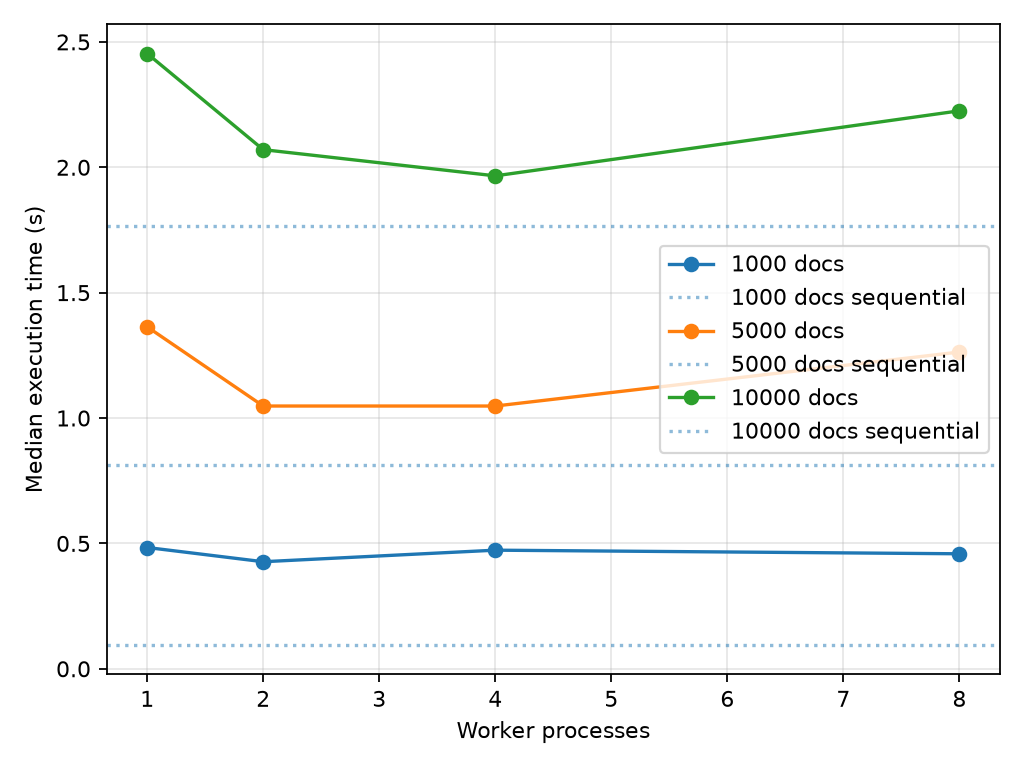 2.5
2.0
1.5
1.0
0.5
0.0
Median execution time (s)
1000 docs
1000 docs sequential
5000 docs
5000 docs sequential
10000 docs
10000 docs sequential
1 2 3 4 5 6 7 8
Worker processes